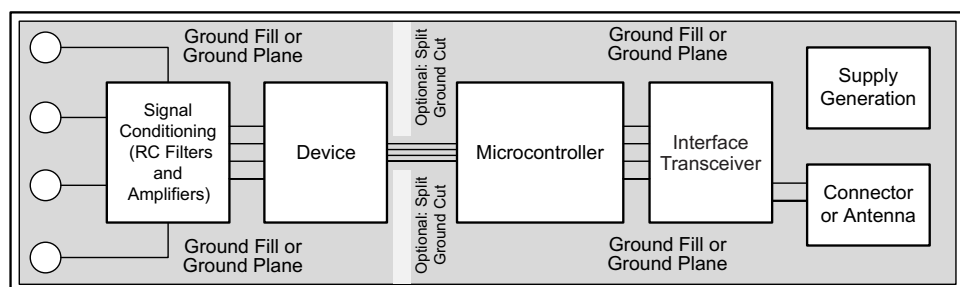 Ground Fill or
Ground Plane
Optional: Split
Ground Cut
Ground Fill or
Ground Plane
Supply
Generation
Signal
Conditioning
(RC Filters
and
Amplifiers)
Device
Microcontroller
Interface
Transceiver
Connector
or Antenna
Ground Fill or
Ground Plane
Optional: Split
Ground Cut
Ground Fill or
Ground Plane